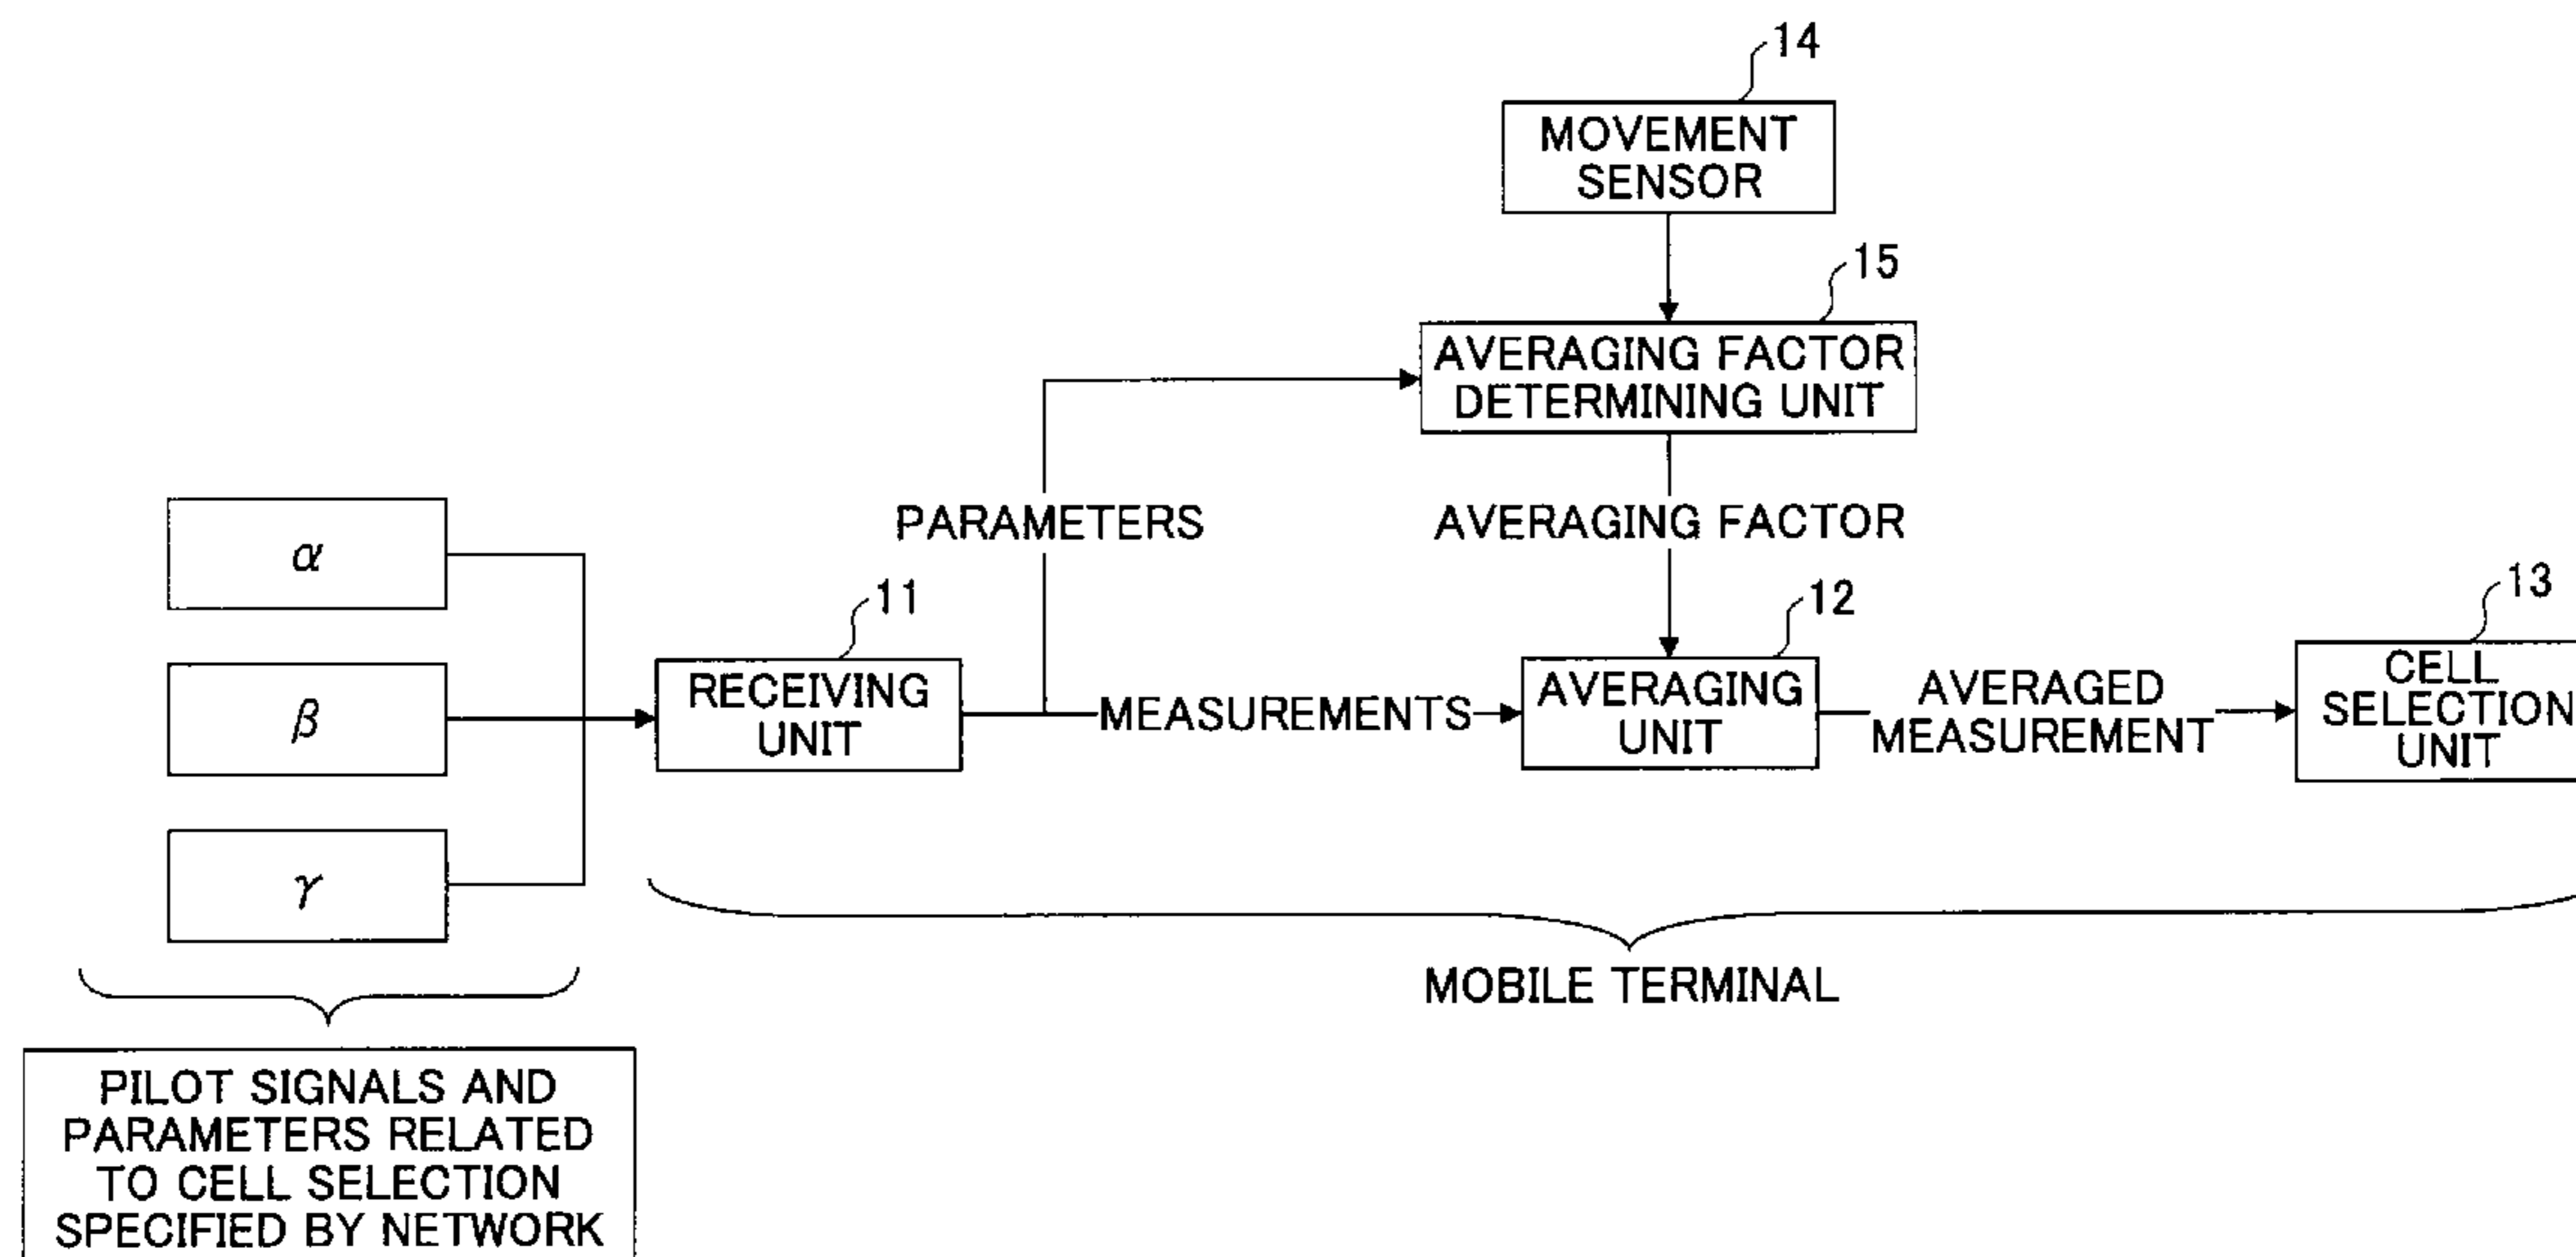 14
MOVEMENT
SENSOR
15
AVERAGING FACTOR
DETERMINING UNIT
PARAMETERS
AVERAGING FACTOR
α
β
γ
11
RECEIVING
UNIT
MEASUREMENTS
12
AVERAGING
UNIT
AVERAGED
MEASUREMENT
13
CELL
SELECTION
UNIT
MOBILE TERMINAL
PILOT SIGNALS AND
PARAMETERS RELATED
TO CELL SELECTION
SPECIFIED BY NETWORK